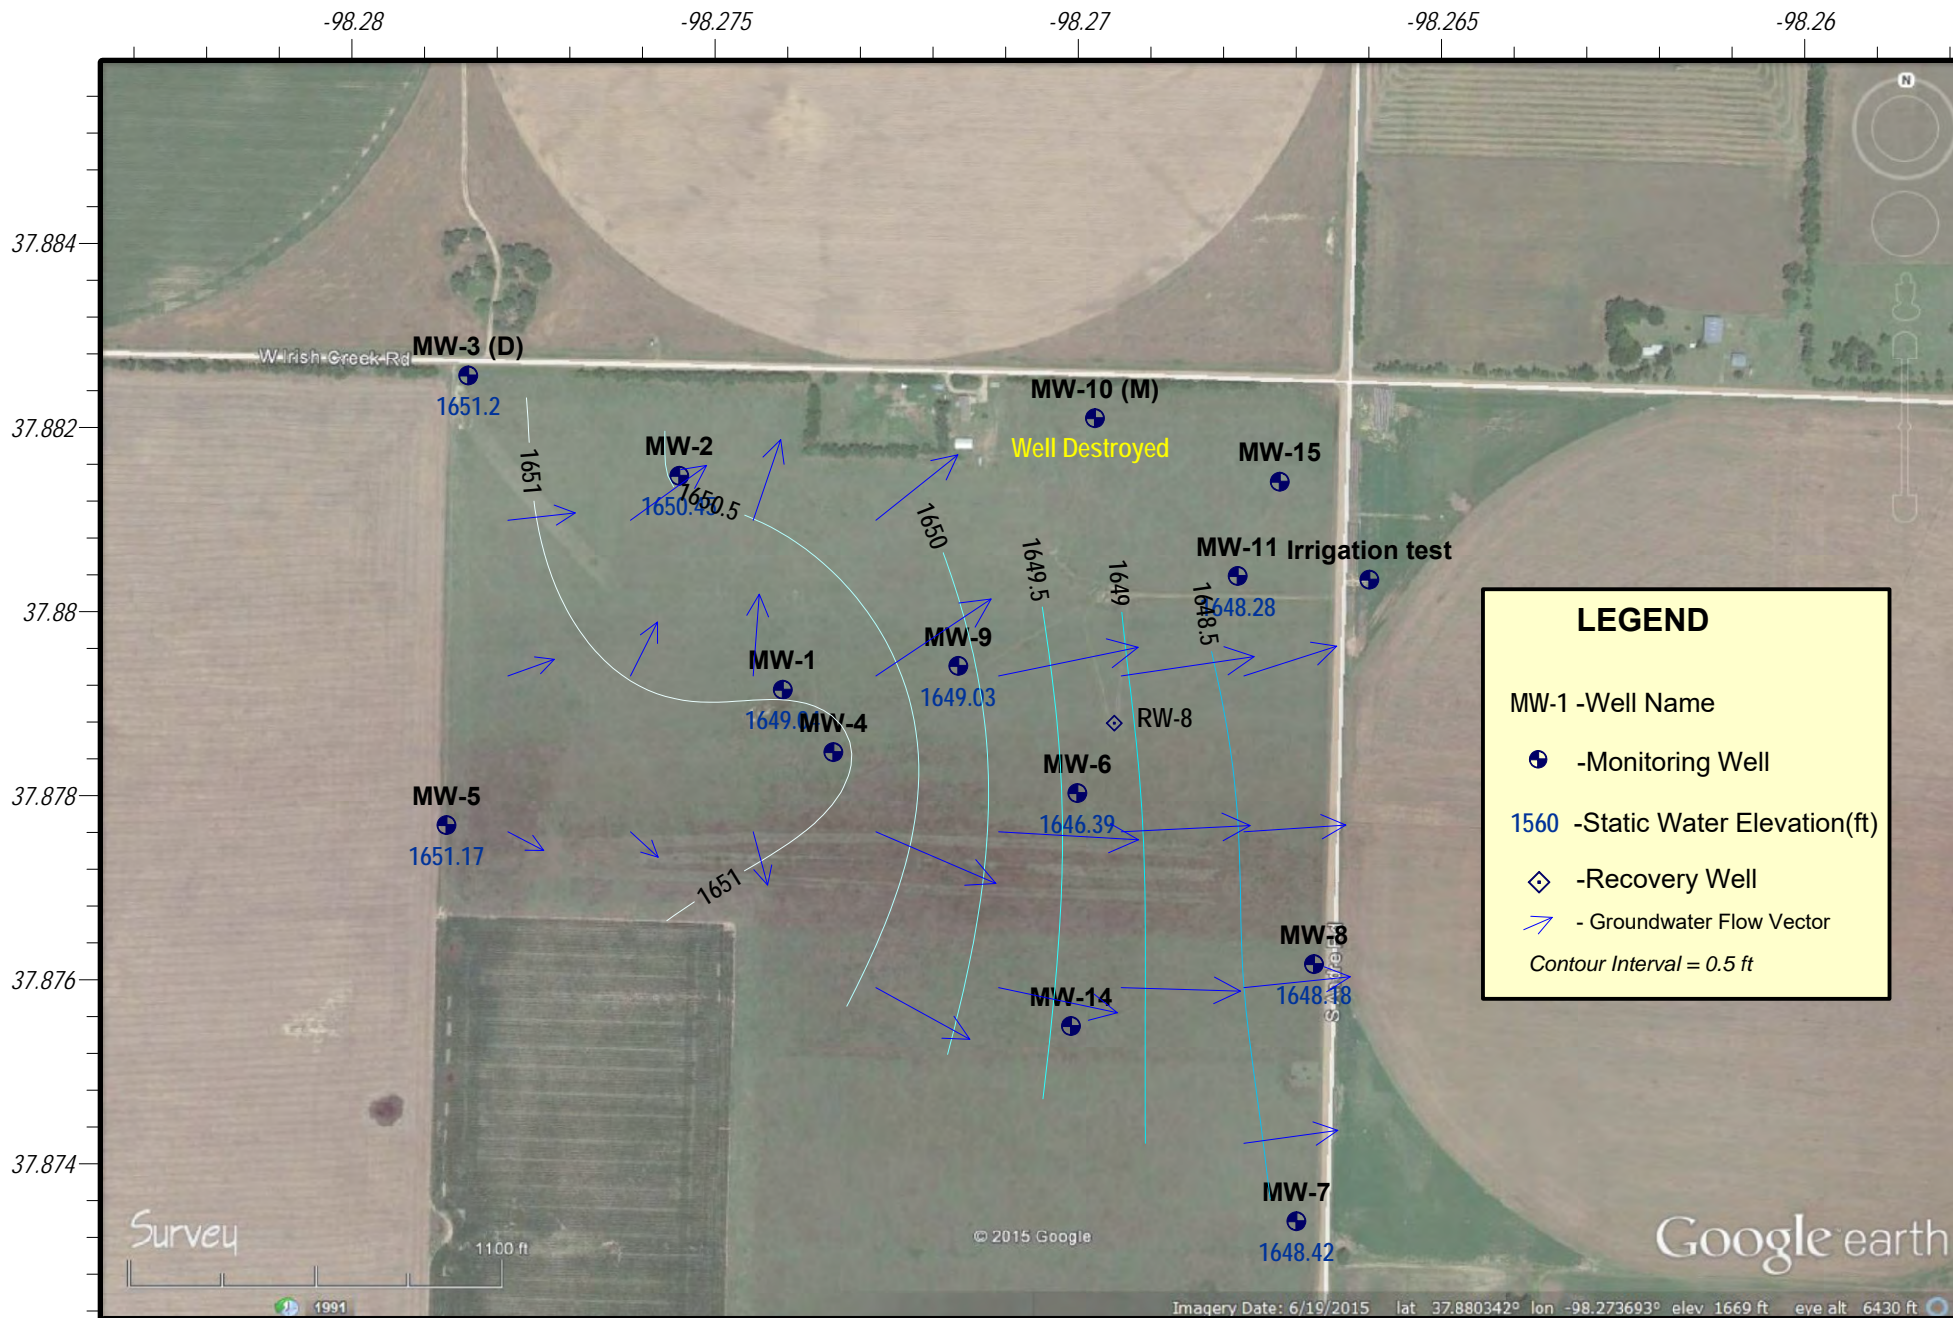 -98.28
-98.275
-98.27
-98.265
-98.26
N
37.884
37.882
37.88
37.878
37.876
37.874
W Irish Creek Rd
MW-3 (D)
1651.2
MW-10 (M)
Well Destroyed
MW-2
1650.45
MW-15
1651
1650.5
1650
1649.5
1649
1648.5
MW-11
1648.28
Irrigation test
MW-9
1649.03
MW-1
MW-4
RW-8
MW-6
1646.39
MW-5
1651.17
1651
MW-8
1648.18
MW-14
MW-7
1648.42
LEGEND
MW-1 -Well Name
-Monitoring Well
1560 -Static Water Elevation(ft)
-Recovery Well
- Groundwater Flow Vector
Contour Interval = 0.5 ft
Survey
1100 ft
© 2015 Google
Google earth
1991
Imagery Date: 6/19/2015 lat 37.880342° lon -98.273693° elev 1669 ft eye alt 6430 ft